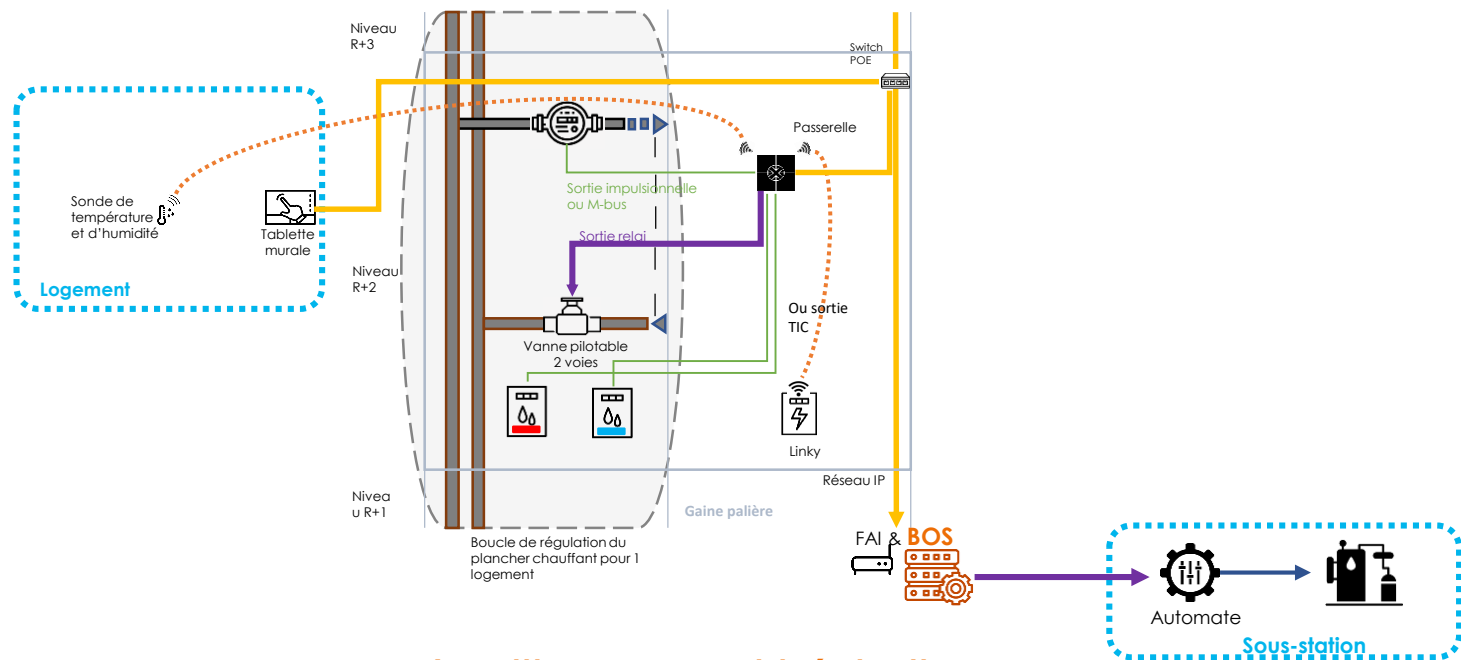 Niveau
R+3
Switch
POE
Passerelle
Sortie impulsionnelle
ou M-bus
Sonde de
température
et d'humidité
Tablette
murale
Sortie relai
Logement
Niveau
R+2
Ou sortie
TIC
Vanne pilotable
2 voies
Linky
Réseau IP
Nivea
u R+1
Gaine palière
Boucle de régulation du
plancher chauffant pour 1
logement
FAI & BOS
Automate
Sous-station